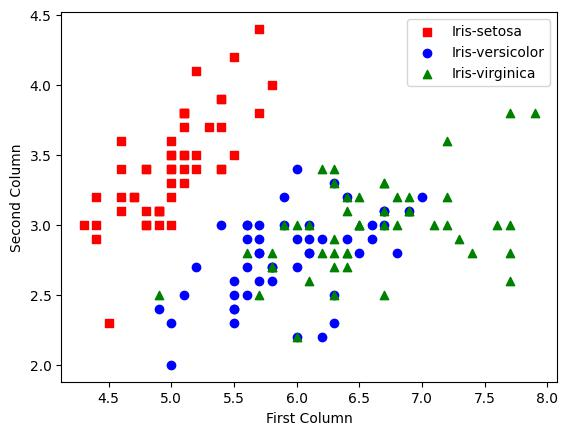 Iris-setosa
Iris-versicolor
Iris-virginica
4.5
4.0
3.5
3.0
2.5
2.0
Second Column
4.5 5.0 5.5 6.0 6.5 7.0 7.5 8.0
First Column